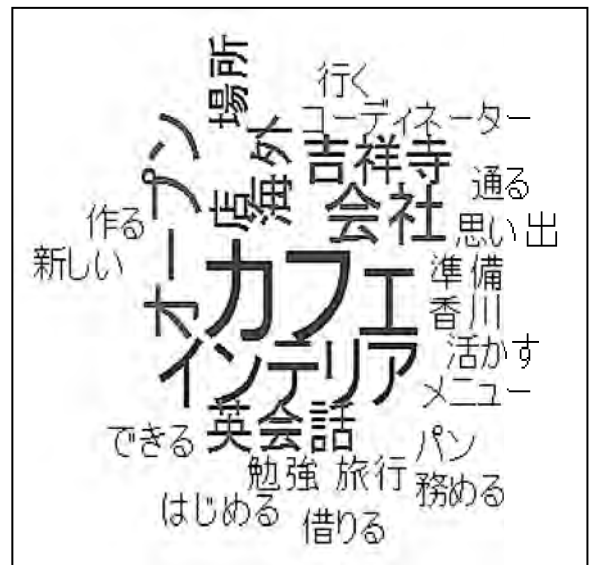 場所
行く
コーディネーター
海外
吉祥寺
オープン
店
会社
通る
作る
思い出
新しい
カフェ
準備
香川
インテリア
活かす
メニュー
できる
英会話
パン
勉強
旅行
務める
はじめる
借りる